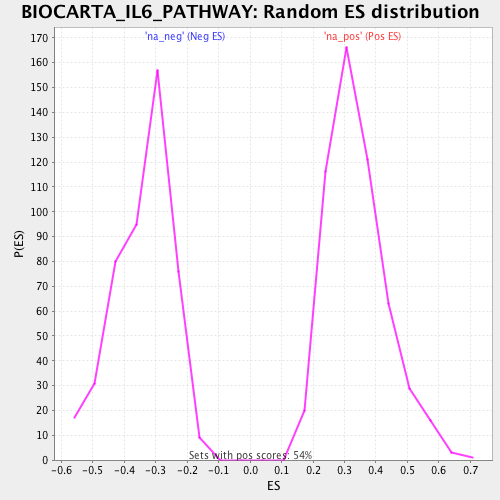 BIOCARTA_IL6_PATHWAY: Random ES distribution
'na_neg' (Neg ES)
'na_pos' (Pos ES)
170
160
150
140
130
120
110
100
90
80
70
60
50
40
30
20
10
0
P(ES)
Sets with pos scores: 54%
-0.6 -0.5 -0.4 -0.3 -0.2 -0.1 0.0 0.1 0.2 0.3 0.4 0.5 0.6 0.7
ES